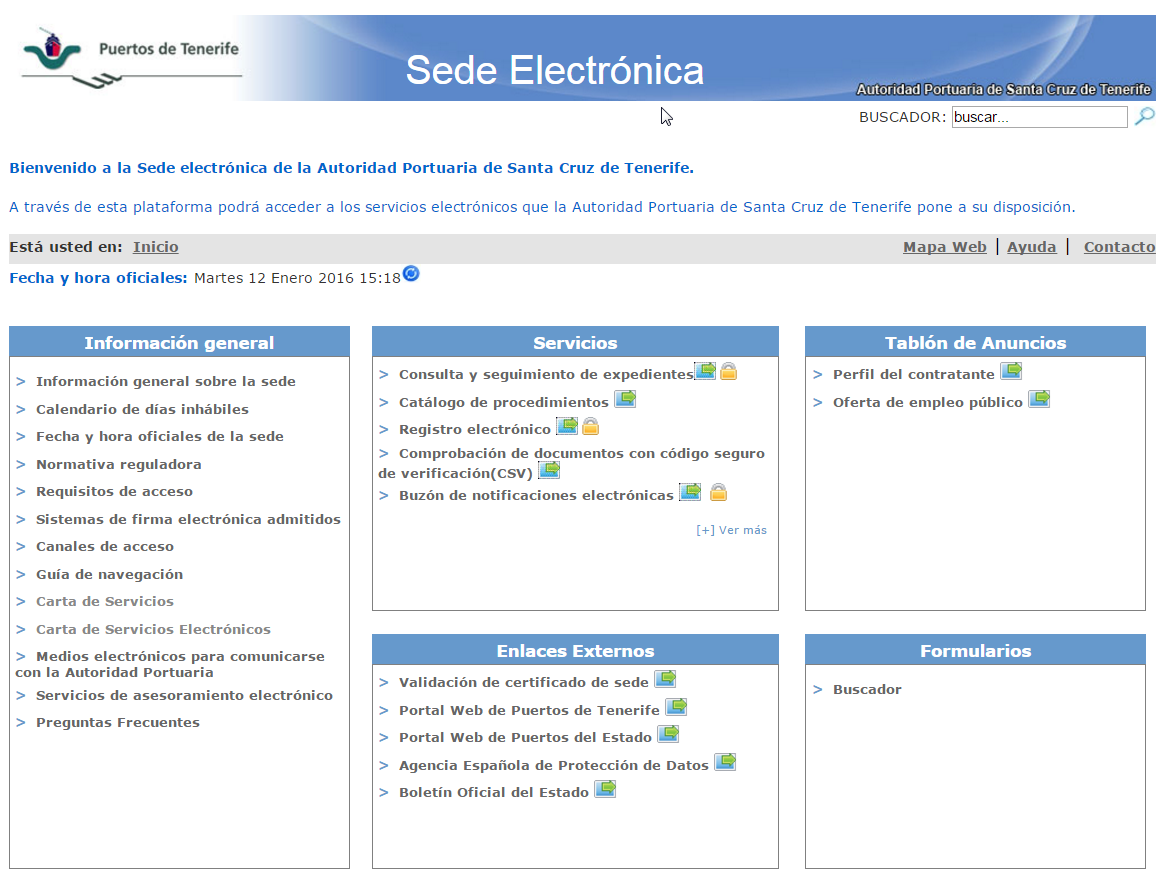 Puertos de Tenerife
Sede Electrónica
Autoridad Portuaria de Santa Cruz de Tenerife
BUSCADOR: buscar...
Bienvenido a la Sede electrónica de la Autoridad Portuaria de Santa Cruz de Tenerife.
A través de esta plataforma podrá acceder a los servicios electrónicos que la Autoridad Portuaria de Santa Cruz de Tenerife pone a su disposición.
Está usted en: Inicio
Mapa Web | Ayuda | Contacto
Fecha y hora oficiales: Martes 12 Enero 2016 15:18
Información general
> Información general sobre la sede
> Calendario de días inhábiles
> Fecha y hora oficiales de la sede
> Normativa reguladora
> Requisitos de acceso
> Sistemas de firma electrónica admitidos
> Canales de acceso
> Guía de navegación
> Carta de Servicios
> Carta de Servicios Electrónicos
> Medios electrónicos para comunicarse
con la Autoridad Portuaria
> Servicios de asesoramiento electrónico
> Preguntas Frecuentes
Servicios
> Consulta y seguimiento de expedientes
> Catálogo de procedimientos
> Registro electrónico
> Comprobación de documentos con código seguro
de verificación(CSV)
> Buzón de notificaciones electrónicas
[+] Ver más
Tablón de Anuncios
> Perfil del contratante
> Oferta de empleo público
Enlaces Externos
> Validación de certificado de sede
> Portal Web de Puertos de Tenerife
> Portal Web de Puertos del Estado
> Agencia Española de Protección de Datos
> Boletín Oficial del Estado
Formularios
> Buscador